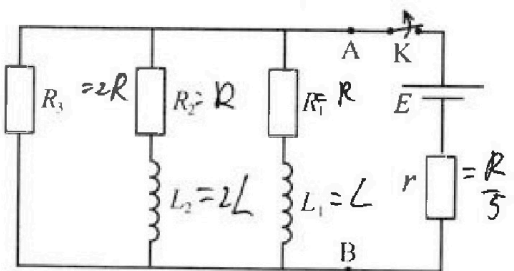 A K
R₃ =2R R₂=R R₁=R E
L₂=2L L₁=L r =R/5
B